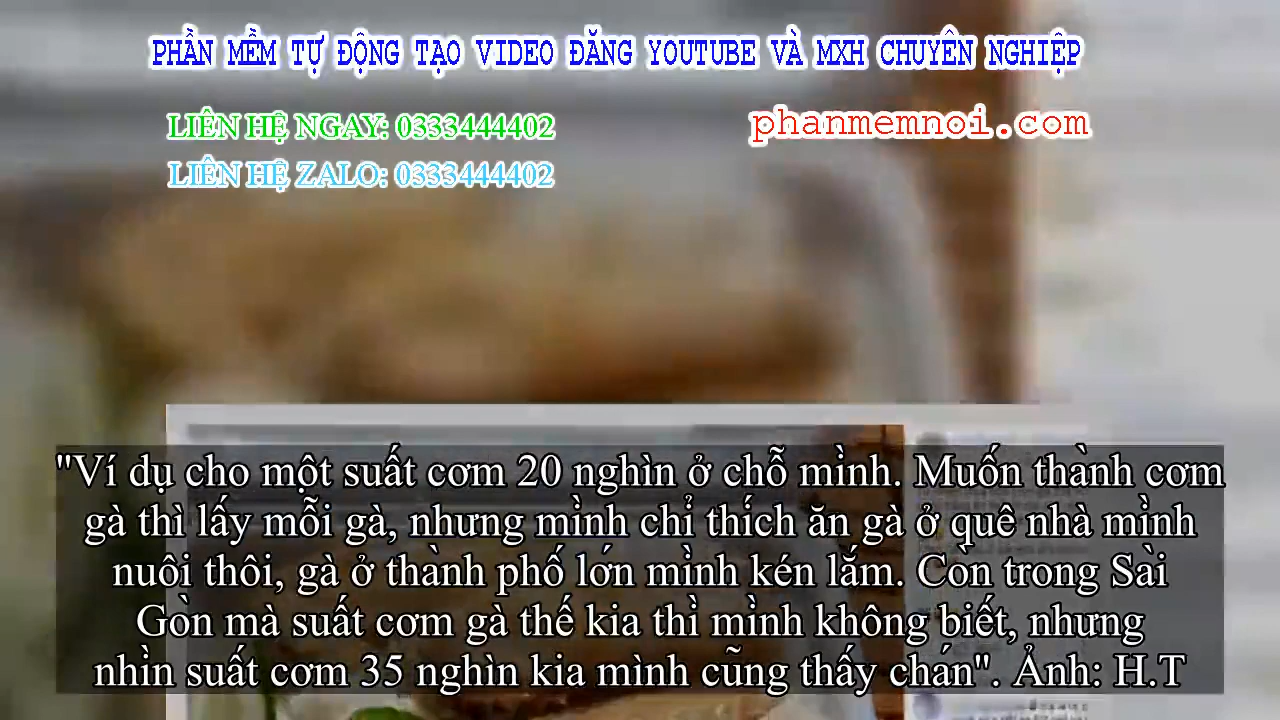 PHẦN MỀM TỰ ĐỘNG TẠO VIDEO ĐĂNG YOUTUBE VÀ MXH CHUYÊN NGHIỆP
LIÊN HỆ NGAY: 0333444402
phanmemnoi.com
LIÊN HỆ ZALO: 0333444402
"Ví dụ cho một suất cơm 20 nghìn ở chỗ mình. Muốn thành cơm
gà thì lấy mỗi gà, nhưng mình chỉ thích ăn gà ở quê nhà mình
nuôi thôi, gà ở thành phố lớn mình kén lắm. Còn trong Sài
Gòn mà suất cơm gà thế kia thì mình không biết, nhưng
nhìn suất cơm 35 nghìn kia mình cũng thấy chán". Ảnh: H.T